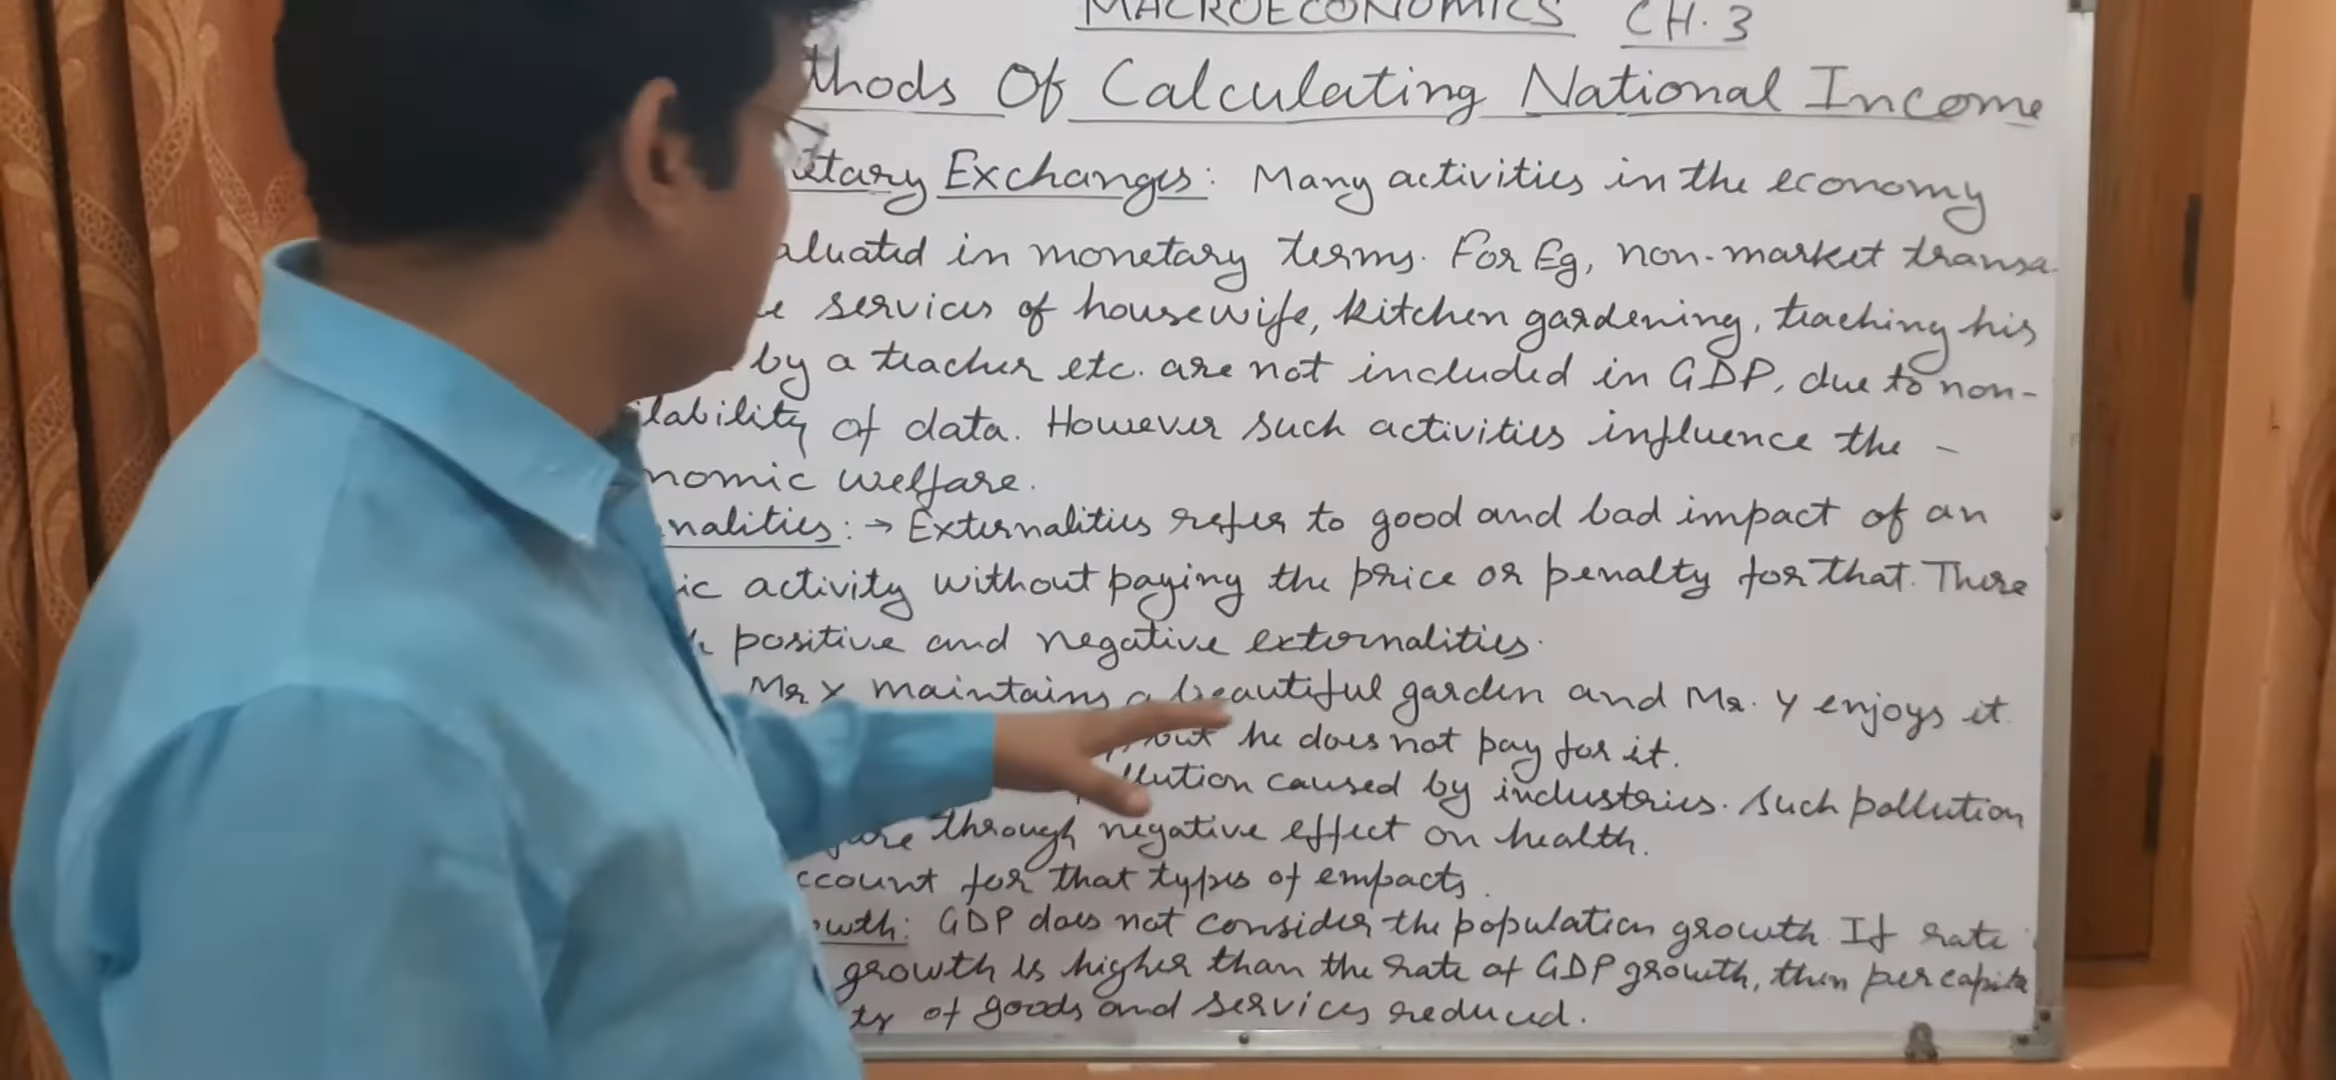 MACROECONOMICS CH. 3
thods Of Calculating National Income
etary Exchanges: Many activities in the economy
aluated in monetary terms. For Eg, non-market transa-
services of housewife, kitchen gardening, teaching his
by a teacher etc. are not included in GDP, due to non-
ilability of data. However such activities influence the -
nomic welfare.
nalities: → Externalities refer to good and bad impact of an
ic activity without paying the price or penalty for that. There
positive and negative externalities.
Mr X maintains a beautiful garden and Mr. Y enjoys it
but he does not pay for it.
llution caused by industries. Such pollution
fare through negative effect on health.
ccount for that types of empacts.
owth: GDP does not consider the population growth. If rate
growth is higher than the rate of GDP growth, then per capita
ty of goods and services reduced.